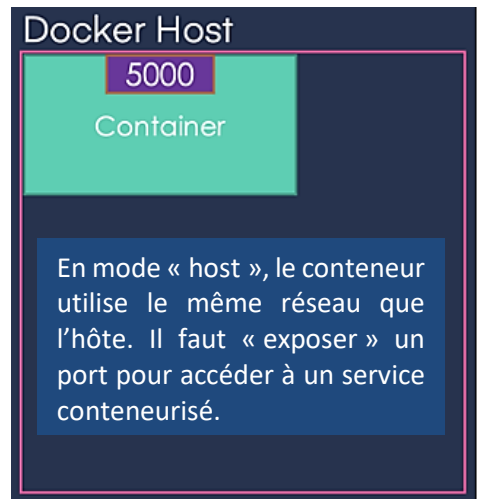 Docker Host
5000
Container
En mode « host », le conteneur
utilise le même réseau que
l'hôte. Il faut « exposer » un
port pour accéder à un service
conteneurisé.